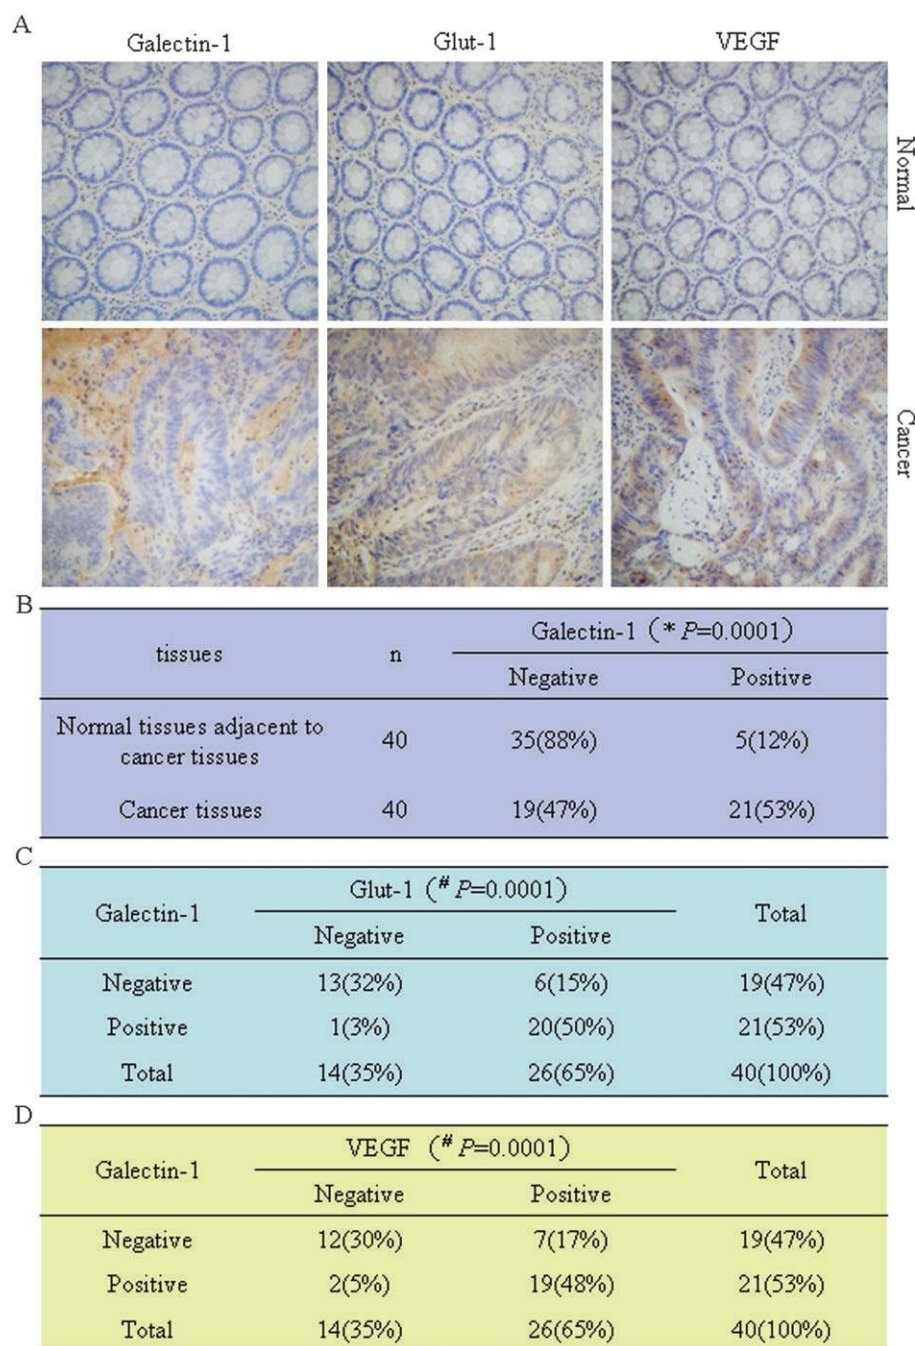 A
Galectin-1 Glut-1 VEGF
Normal
Cancer
B
tissues n Galectin-1 (* P=0.0001)
Negative Positive
Normal tissues adjacent to
cancer tissues 40 35(88%) 5(12%)
Cancer tissues 40 19(47%) 21(53%)
C
Galectin-1 Glut-1 (# P=0.0001) Total
Negative Positive
Negative 13(32%) 6(15%) 19(47%)
Positive 1(3%) 20(50%) 21(53%)
Total 14(35%) 26(65%) 40(100%)
D
Galectin-1 VEGF (# P=0.0001) Total
Negative Positive
Negative 12(30%) 7(17%) 19(47%)
Positive 2(5%) 19(48%) 21(53%)
Total 14(35%) 26(65%) 40(100%)